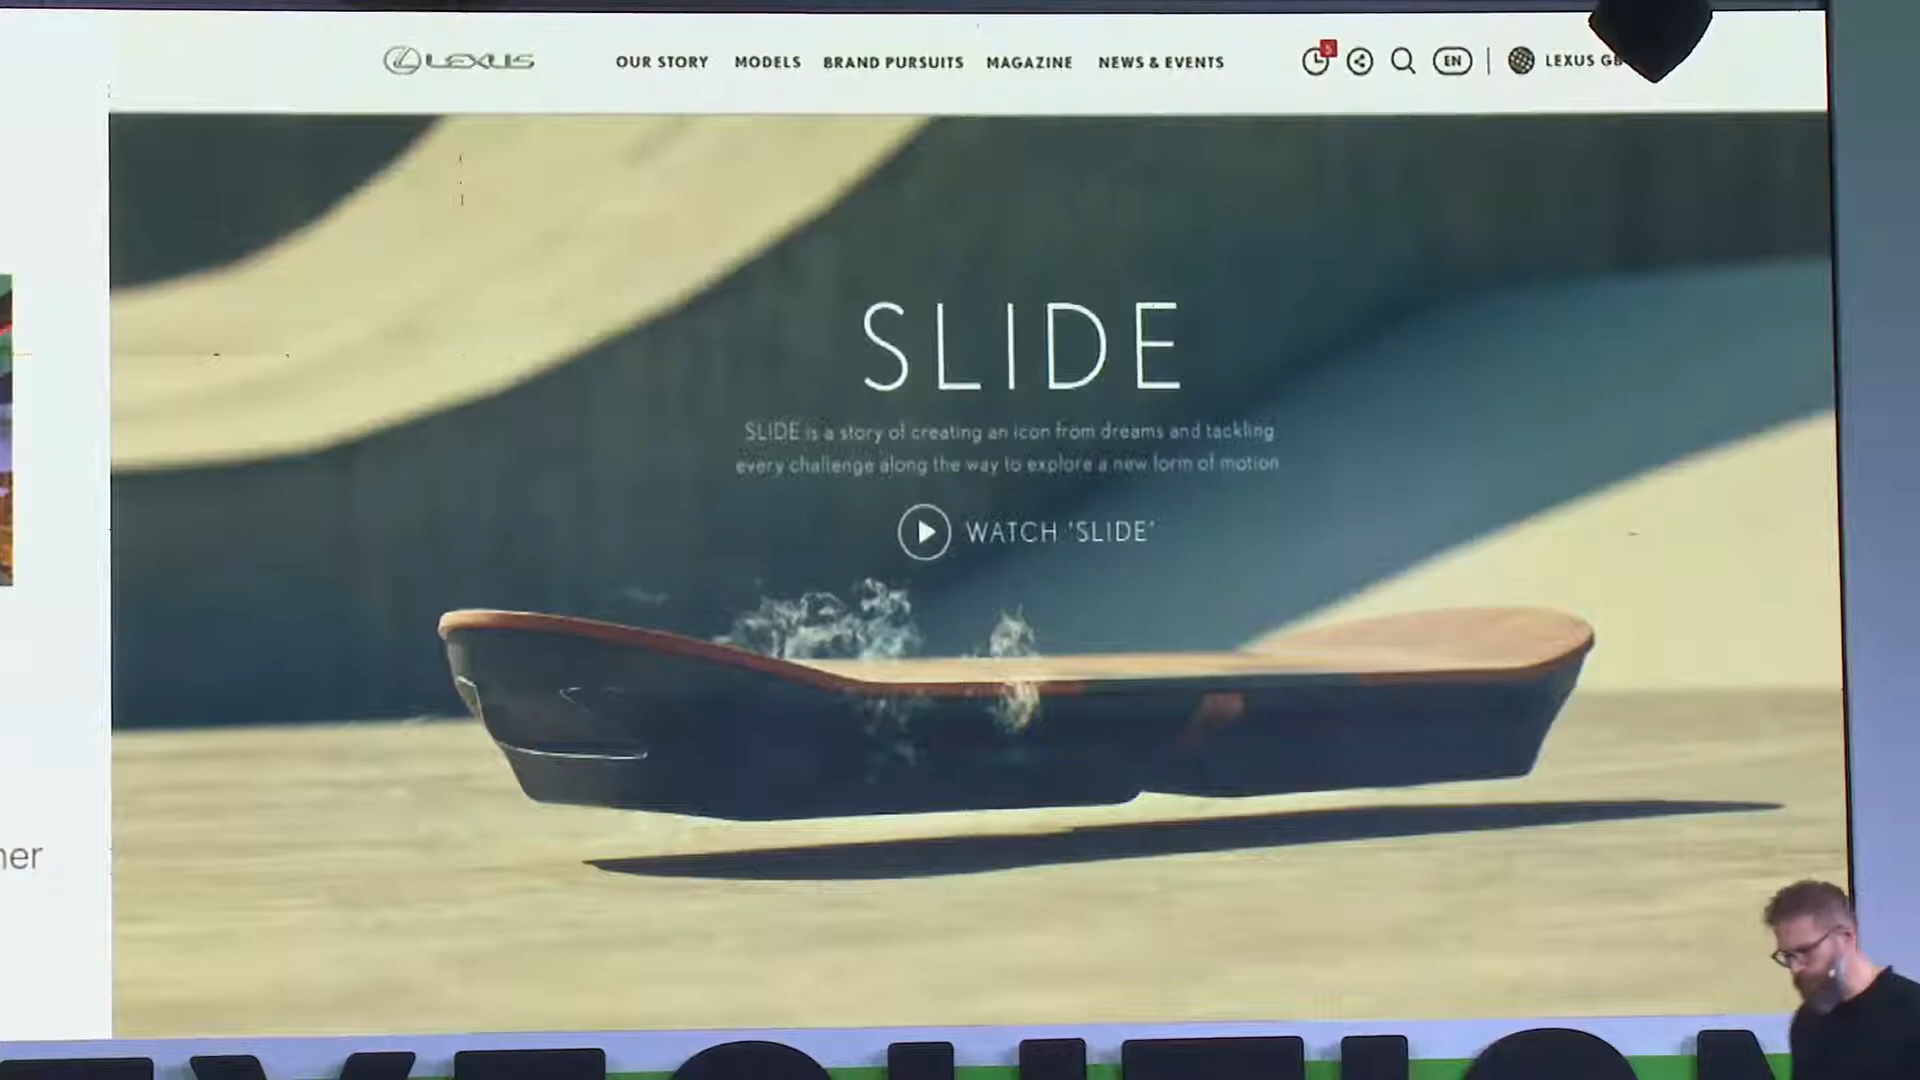 LEXUS
OUR STORY MODELS BRAND PURSUITS MAGAZINE NEWS & EVENTS
5
EN
LEXUS
SLIDE
SLIDE is a story of creating an icon from dreams and tackling
every challenge along the way to explore a new form of motion
WATCH 'SLIDE'